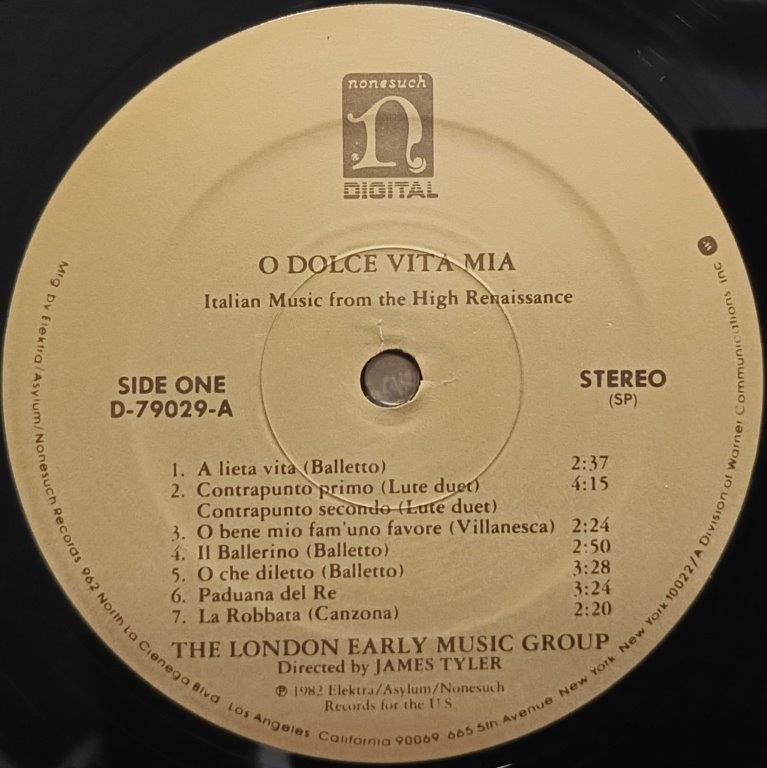 nonesuch
n
DIGITAL
O DOLCE VITA MIA
Italian Music from the High Renaissance
SIDE ONE
D-79029-A
STEREO
(SP)
1. A lieta vita (Balletto) 2:37
2. Contrapunto primo (Lute duet) 4:15
Contrapunto secondo (Lute duet)
3. O bene mio fam'uno favore (Villanesca) 2:24
4. Il Ballerino (Balletto) 2:50
5. O che diletto (Balletto) 3:28
6. Paduana del Re 3:24
7. La Robbata (Canzona) 2:20
THE LONDON EARLY MUSIC GROUP
Directed by JAMES TYLER
℗ 1982 Elektra/Asylum/Nonesuch
Records for the U S
Mfg by Elektra/Asylum/Nonesuch Records 962 North La Cienega Blvd Los Angeles California 90069 665 5th Avenue New York New York 10022/A Division of Warner Communications Inc